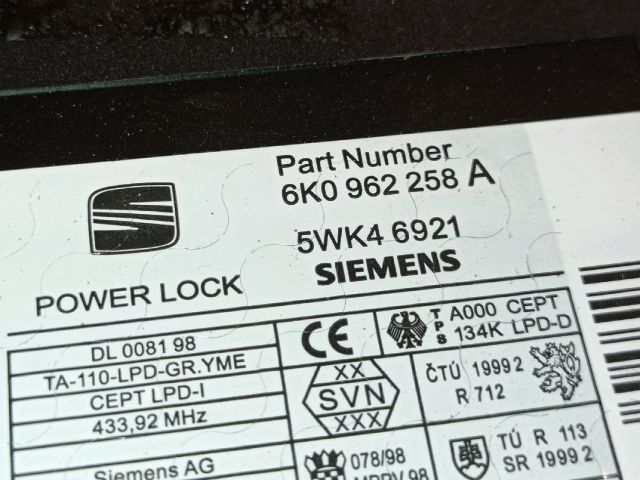 Part Number
6K0 962 258 A
5WK4 6921
SIEMENS
POWER LOCK
DL 0081 98
TA-110-LPD-GR.YME
CEPT LPD-I
433,92 MHz
Siemens AG
CE
TPS
A000 CEPT
134K LPD-D
XX
SVN
XXX
ČTÚ 1999 2
R 712
078/98
TÚ R 113
SR 1999 2